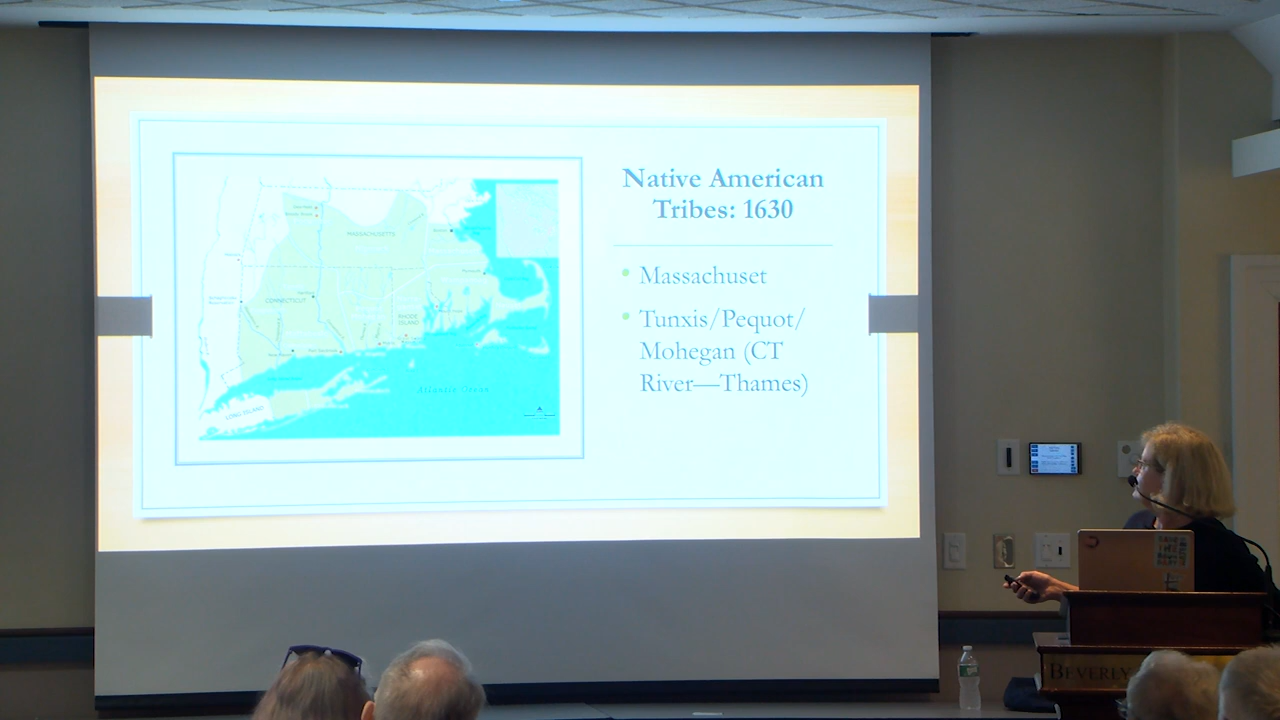 Native American
Tribes: 1630
• Massachuset
• Tunxis/Pequot/
Mohegan (CT
River—Thames)
MASSACHUSETTS
CONNECTICUT
RHODE
ISLAND
LONG ISLAND
Atlantic Ocean
BEVERLY